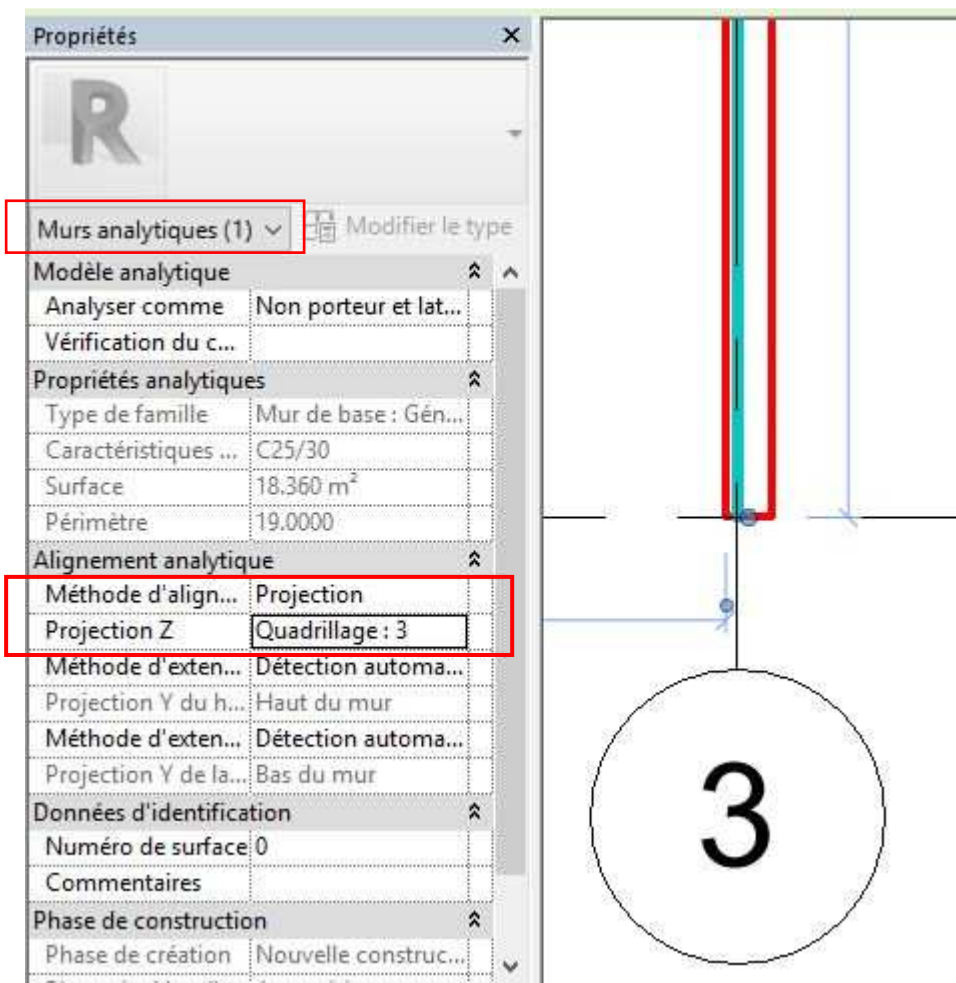 Propriétés
R
Murs analytiques (1)
Modifier le type
Modèle analytique
Analyser comme Non porteur et lat...
Vérification du c...
Propriétés analytiques
Type de famille Mur de base : Gén...
Caractéristiques ... C25/30
Surface 18.360 m²
Périmètre 19.0000
Alignement analytique
Méthode d'align... Projection
Projection Z Quadrillage : 3
Méthode d'exten... Détection automa...
Projection Y du h... Haut du mur
Méthode d'exten... Détection automa...
Projection Y de la... Bas du mur
Données d'identification
Numéro de surface 0
Commentaires
Phase de construction
Phase de création Nouvelle construc...
3